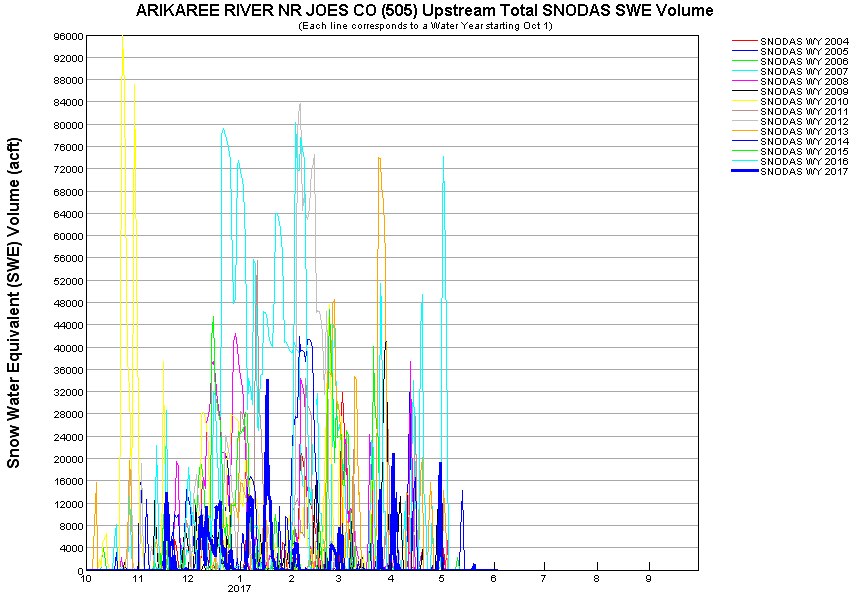 ARIKAREE RIVER NR JOES CO (505) Upstream Total SNODAS SWE Volume
(Each line corresponds to a Water Year starting Oct 1)
Snow Water Equivalent (SWE) Volume (acft)
96000
92000
88000
84000
80000
76000
72000
68000
64000
60000
56000
52000
48000
44000
40000
36000
32000
28000
24000
20000
16000
12000
8000
4000
0
10 11 12 1 2 3 4 5 6 7 8 9
2017
SNODAS WY 2004
SNODAS WY 2005
SNODAS WY 2006
SNODAS WY 2007
SNODAS WY 2008
SNODAS WY 2009
SNODAS WY 2010
SNODAS WY 2011
SNODAS WY 2012
SNODAS WY 2013
SNODAS WY 2014
SNODAS WY 2015
SNODAS WY 2016
SNODAS WY 2017